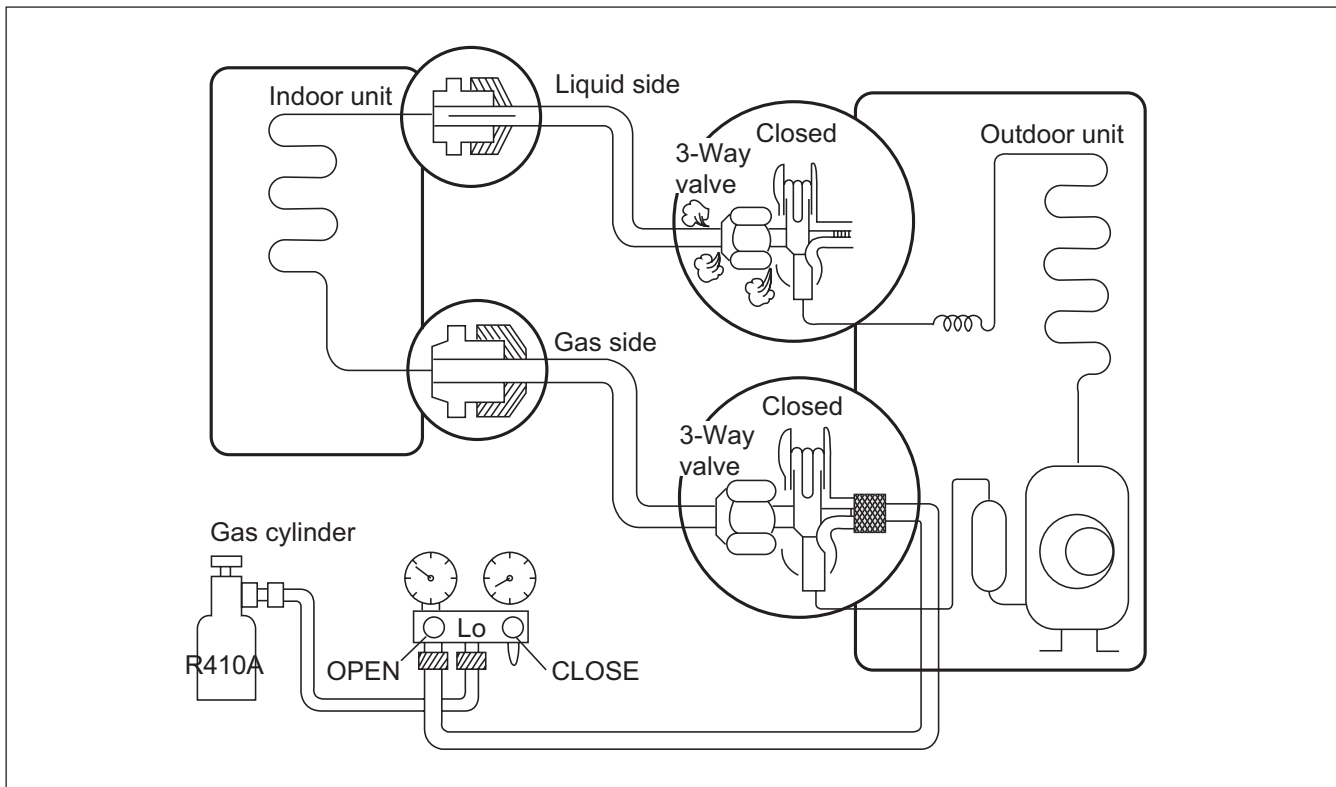 Indoor unit
Liquid side
Closed
3-Way
valve
Outdoor unit
Gas side
Closed
3-Way
valve
Gas cylinder
R410A
Lo
OPEN
CLOSE